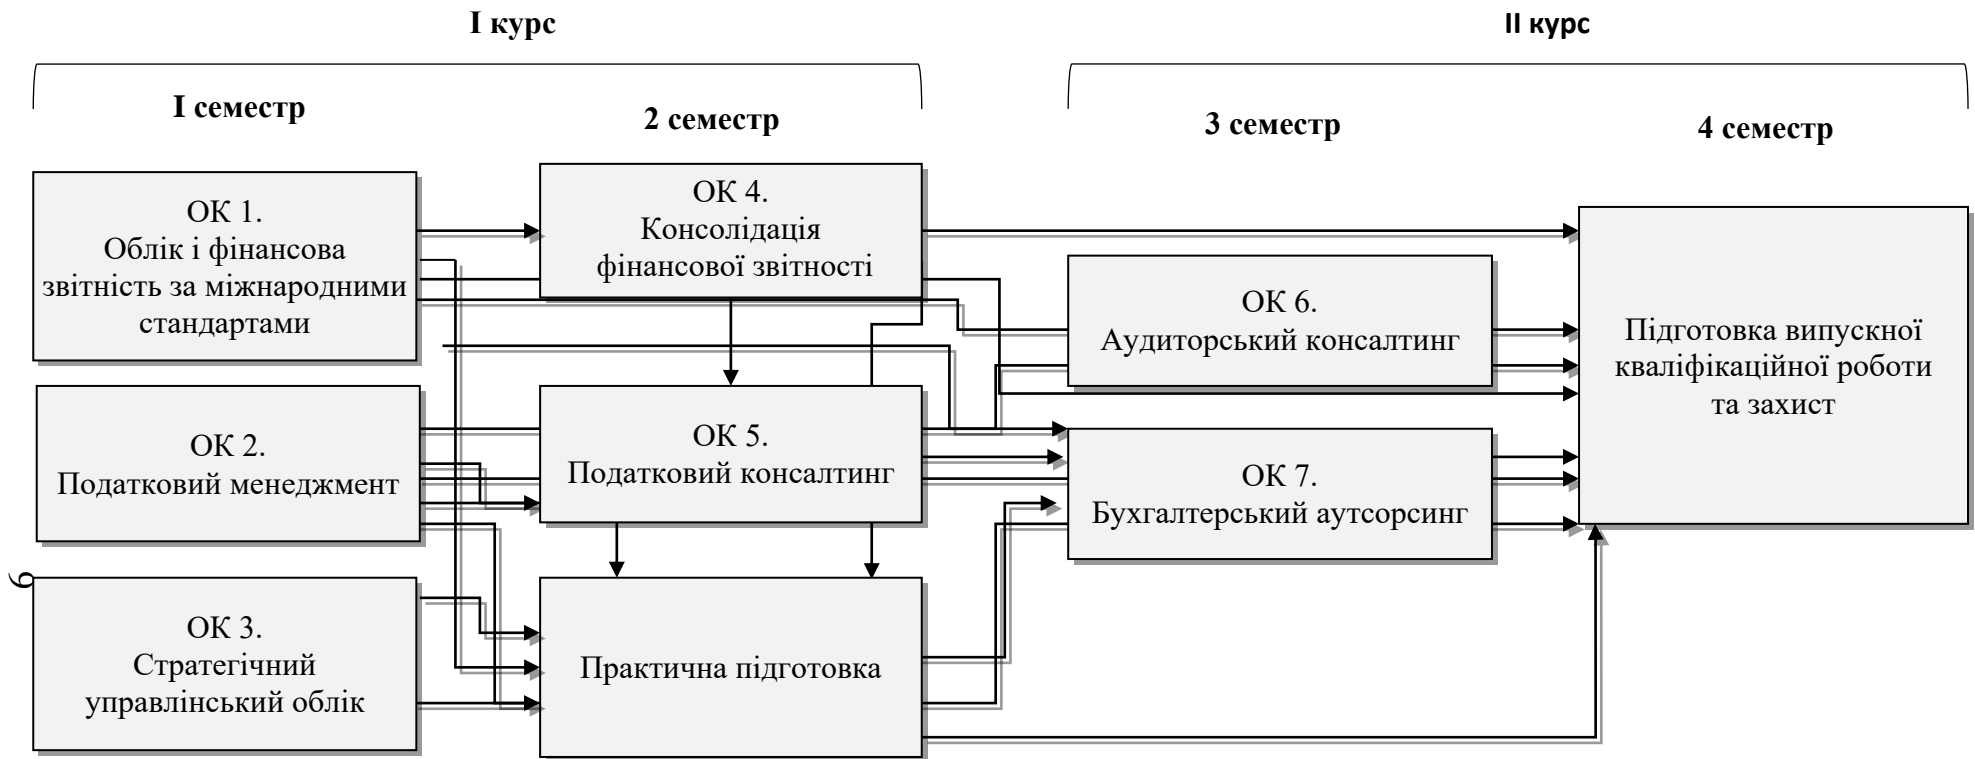 І курс
ІІ курс
І семестр
2 семестр
3 семестр
4 семестр
ОК 1.
Облік і фінансова
звітність за міжнародними
стандартами
ОК 2.
Податковий менеджмент
ОК 3.
Стратегічний
управлінський облік
ОК 4.
Консолідація
фінансової звітності
ОК 5.
Податковий консалтинг
Практична підготовка
ОК 6.
Аудиторський консалтинг
ОК 7.
Бухгалтерський аутсорсинг
Підготовка випускної
кваліфікаційної роботи
та захист
6